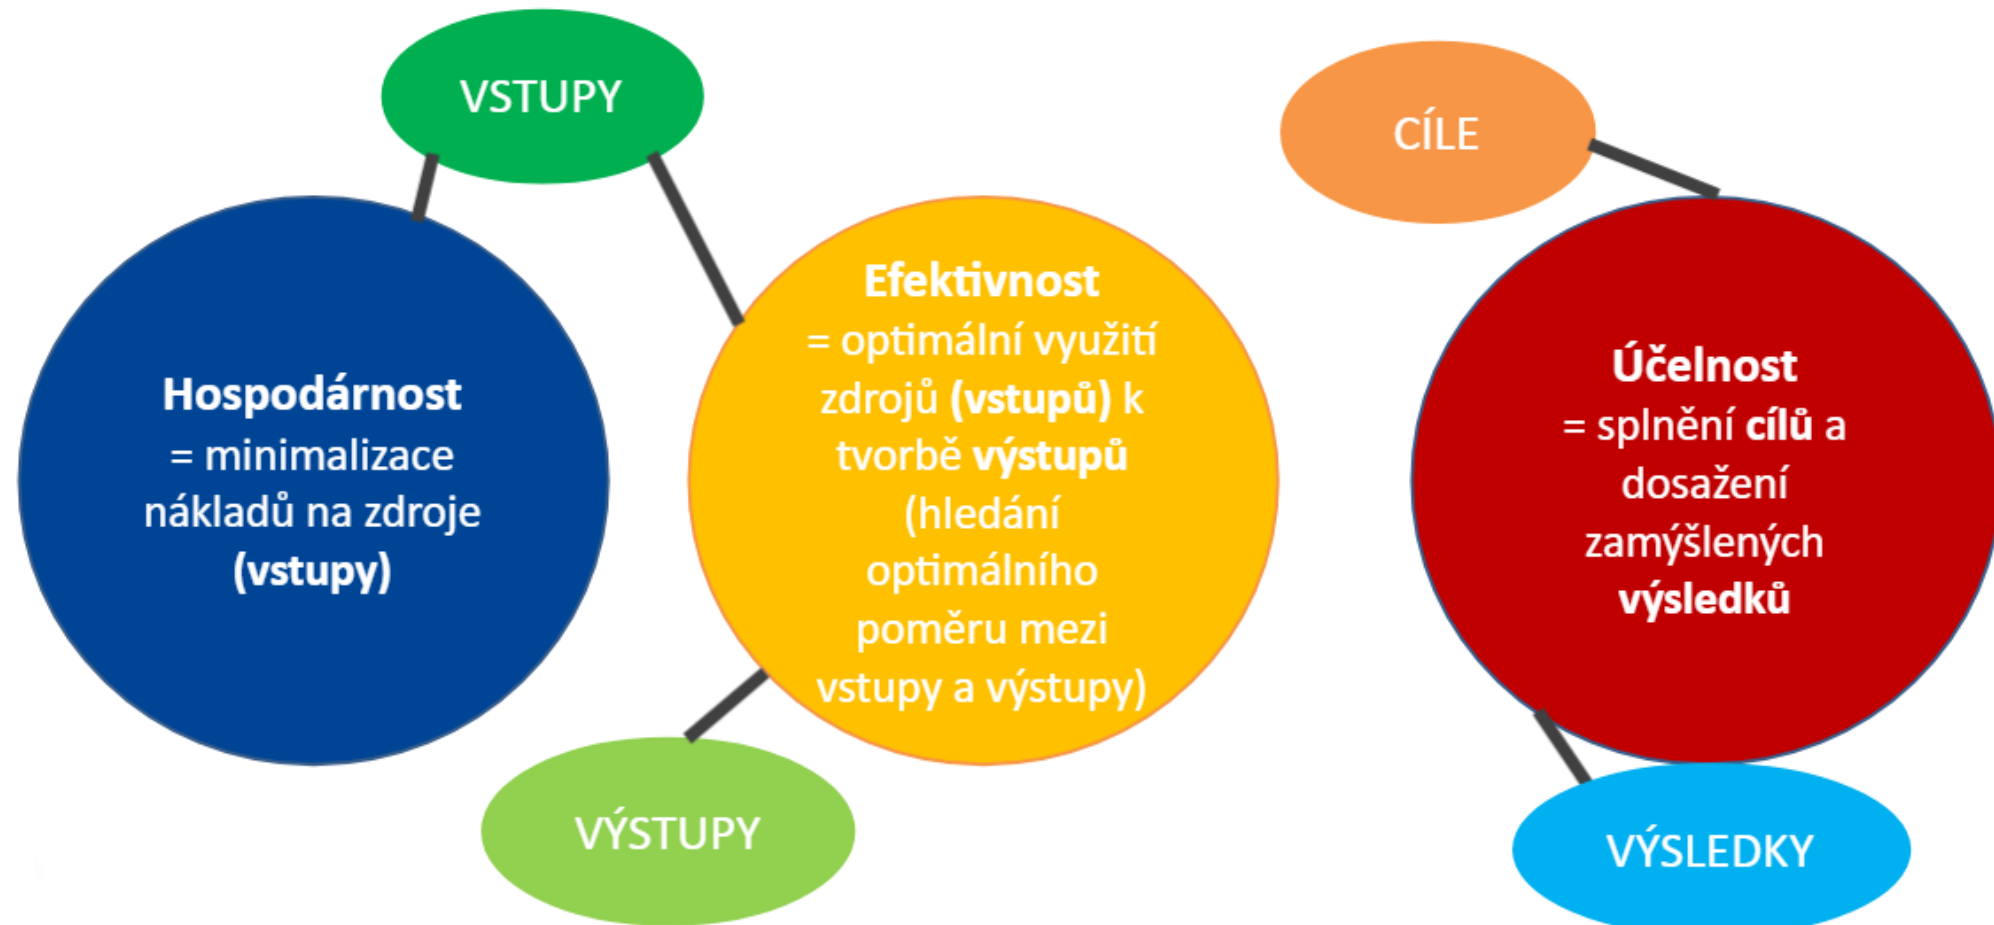 VSTUPY
CÍLE
Hospodárnost
= minimalizace
nákladů na zdroje
(vstupy)
Efektivnost
= optimální využití
zdrojů (vstupů) k
tvorbě výstupů
(hledání
optimálního
poměru mezi
vstupy a výstupy)
Účelnost
= splnění cílů a
dosažení
zamýšlených
výsledků
VÝSTUPY
VÝSLEDKY